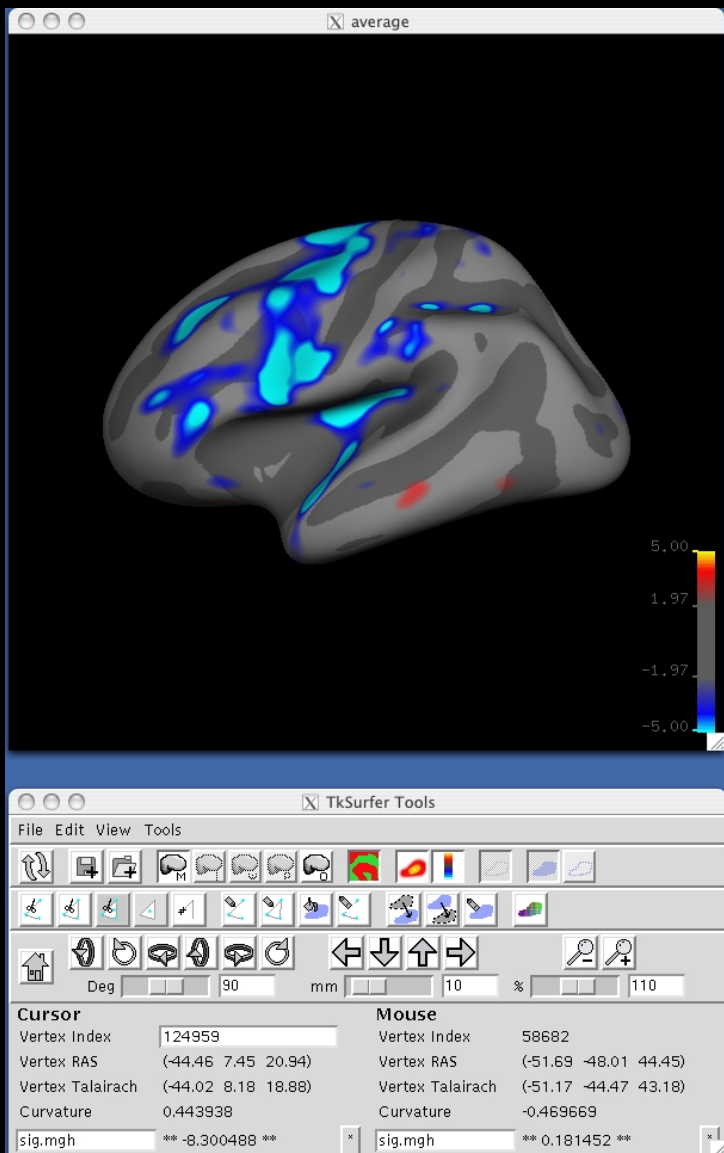 average
5.00
1.97
-1.97
-5.00
TkSurfer Tools
File Edit View Tools
Deg 90 mm 10 % 110
Cursor Mouse
Vertex Index 124959 Vertex Index 58682
Vertex RAS (-44.46 7.45 20.94) Vertex RAS (-51.69 -48.01 44.45)
Vertex Talairach (-44.02 8.18 18.88) Vertex Talairach (-51.17 -44.47 43.18)
Curvature 0.443938 Curvature -0.469669
sig.mgh ** -8.300488 ** * sig.mgh ** 0.181452 ** *